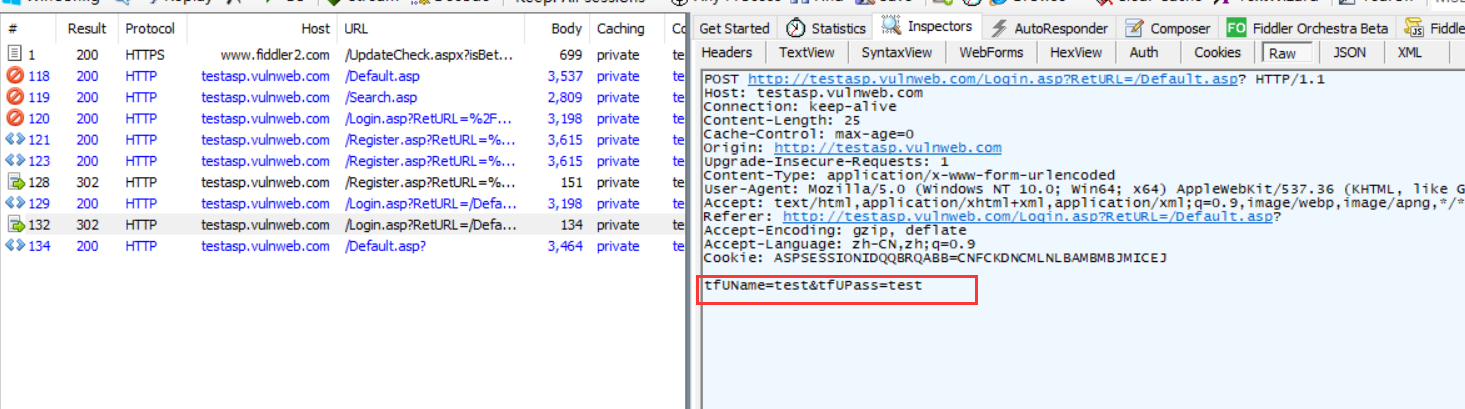 # Result Protocol Host URL Body Caching Co
1 200 HTTPS www.fiddler2.com /UpdateCheck.aspx?isBet... 699 private
118 200 HTTP testasp.vulnweb.com /Default.asp 3,537 private te
119 200 HTTP testasp.vulnweb.com /Search.asp 2,809 private te
120 200 HTTP testasp.vulnweb.com /Login.asp?RetURL=%2F... 3,198 private te
121 200 HTTP testasp.vulnweb.com /Register.asp?RetURL=%... 3,615 private te
123 200 HTTP testasp.vulnweb.com /Register.asp?RetURL=%... 3,615 private te
128 302 HTTP testasp.vulnweb.com /Register.asp?RetURL=%... 151 private te
129 200 HTTP testasp.vulnweb.com /Login.asp?RetURL=/Defa... 3,198 private te
132 302 HTTP testasp.vulnweb.com /Login.asp?RetURL=/Defa... 134 private te
134 200 HTTP testasp.vulnweb.com /Default.asp? 3,464 private te
Get Started Statistics Inspectors AutoResponder Composer FO Fiddler Orchestra Beta Fiddle
Headers TextView SyntaxView WebForms HexView Auth Cookies Raw JSON XML
POST http://testasp.vulnweb.com/Login.asp?RetURL=/Default.asp? HTTP/1.1
Host: testasp.vulnweb.com
Connection: keep-alive
Content-Length: 25
Cache-Control: max-age=0
Origin: http://testasp.vulnweb.com
Upgrade-Insecure-Requests: 1
Content-Type: application/x-www-form-urlencoded
User-Agent: Mozilla/5.0 (Windows NT 10.0; Win64; x64) AppleWebKit/537.36 (KHTML, like G
Accept: text/html,application/xhtml+xml,application/xml;q=0.9,image/webp,image/apng,*/*
Referer: http://testasp.vulnweb.com/Login.asp?RetURL=/Default.asp?
Accept-Encoding: gzip, deflate
Accept-Language: zh-CN,zh;q=0.9
Cookie: ASPSESSIONIDQQBRQABB=CNFCKDNCMLNLBAMBMBJMICEJ
tfUName=test&tfUPass=test